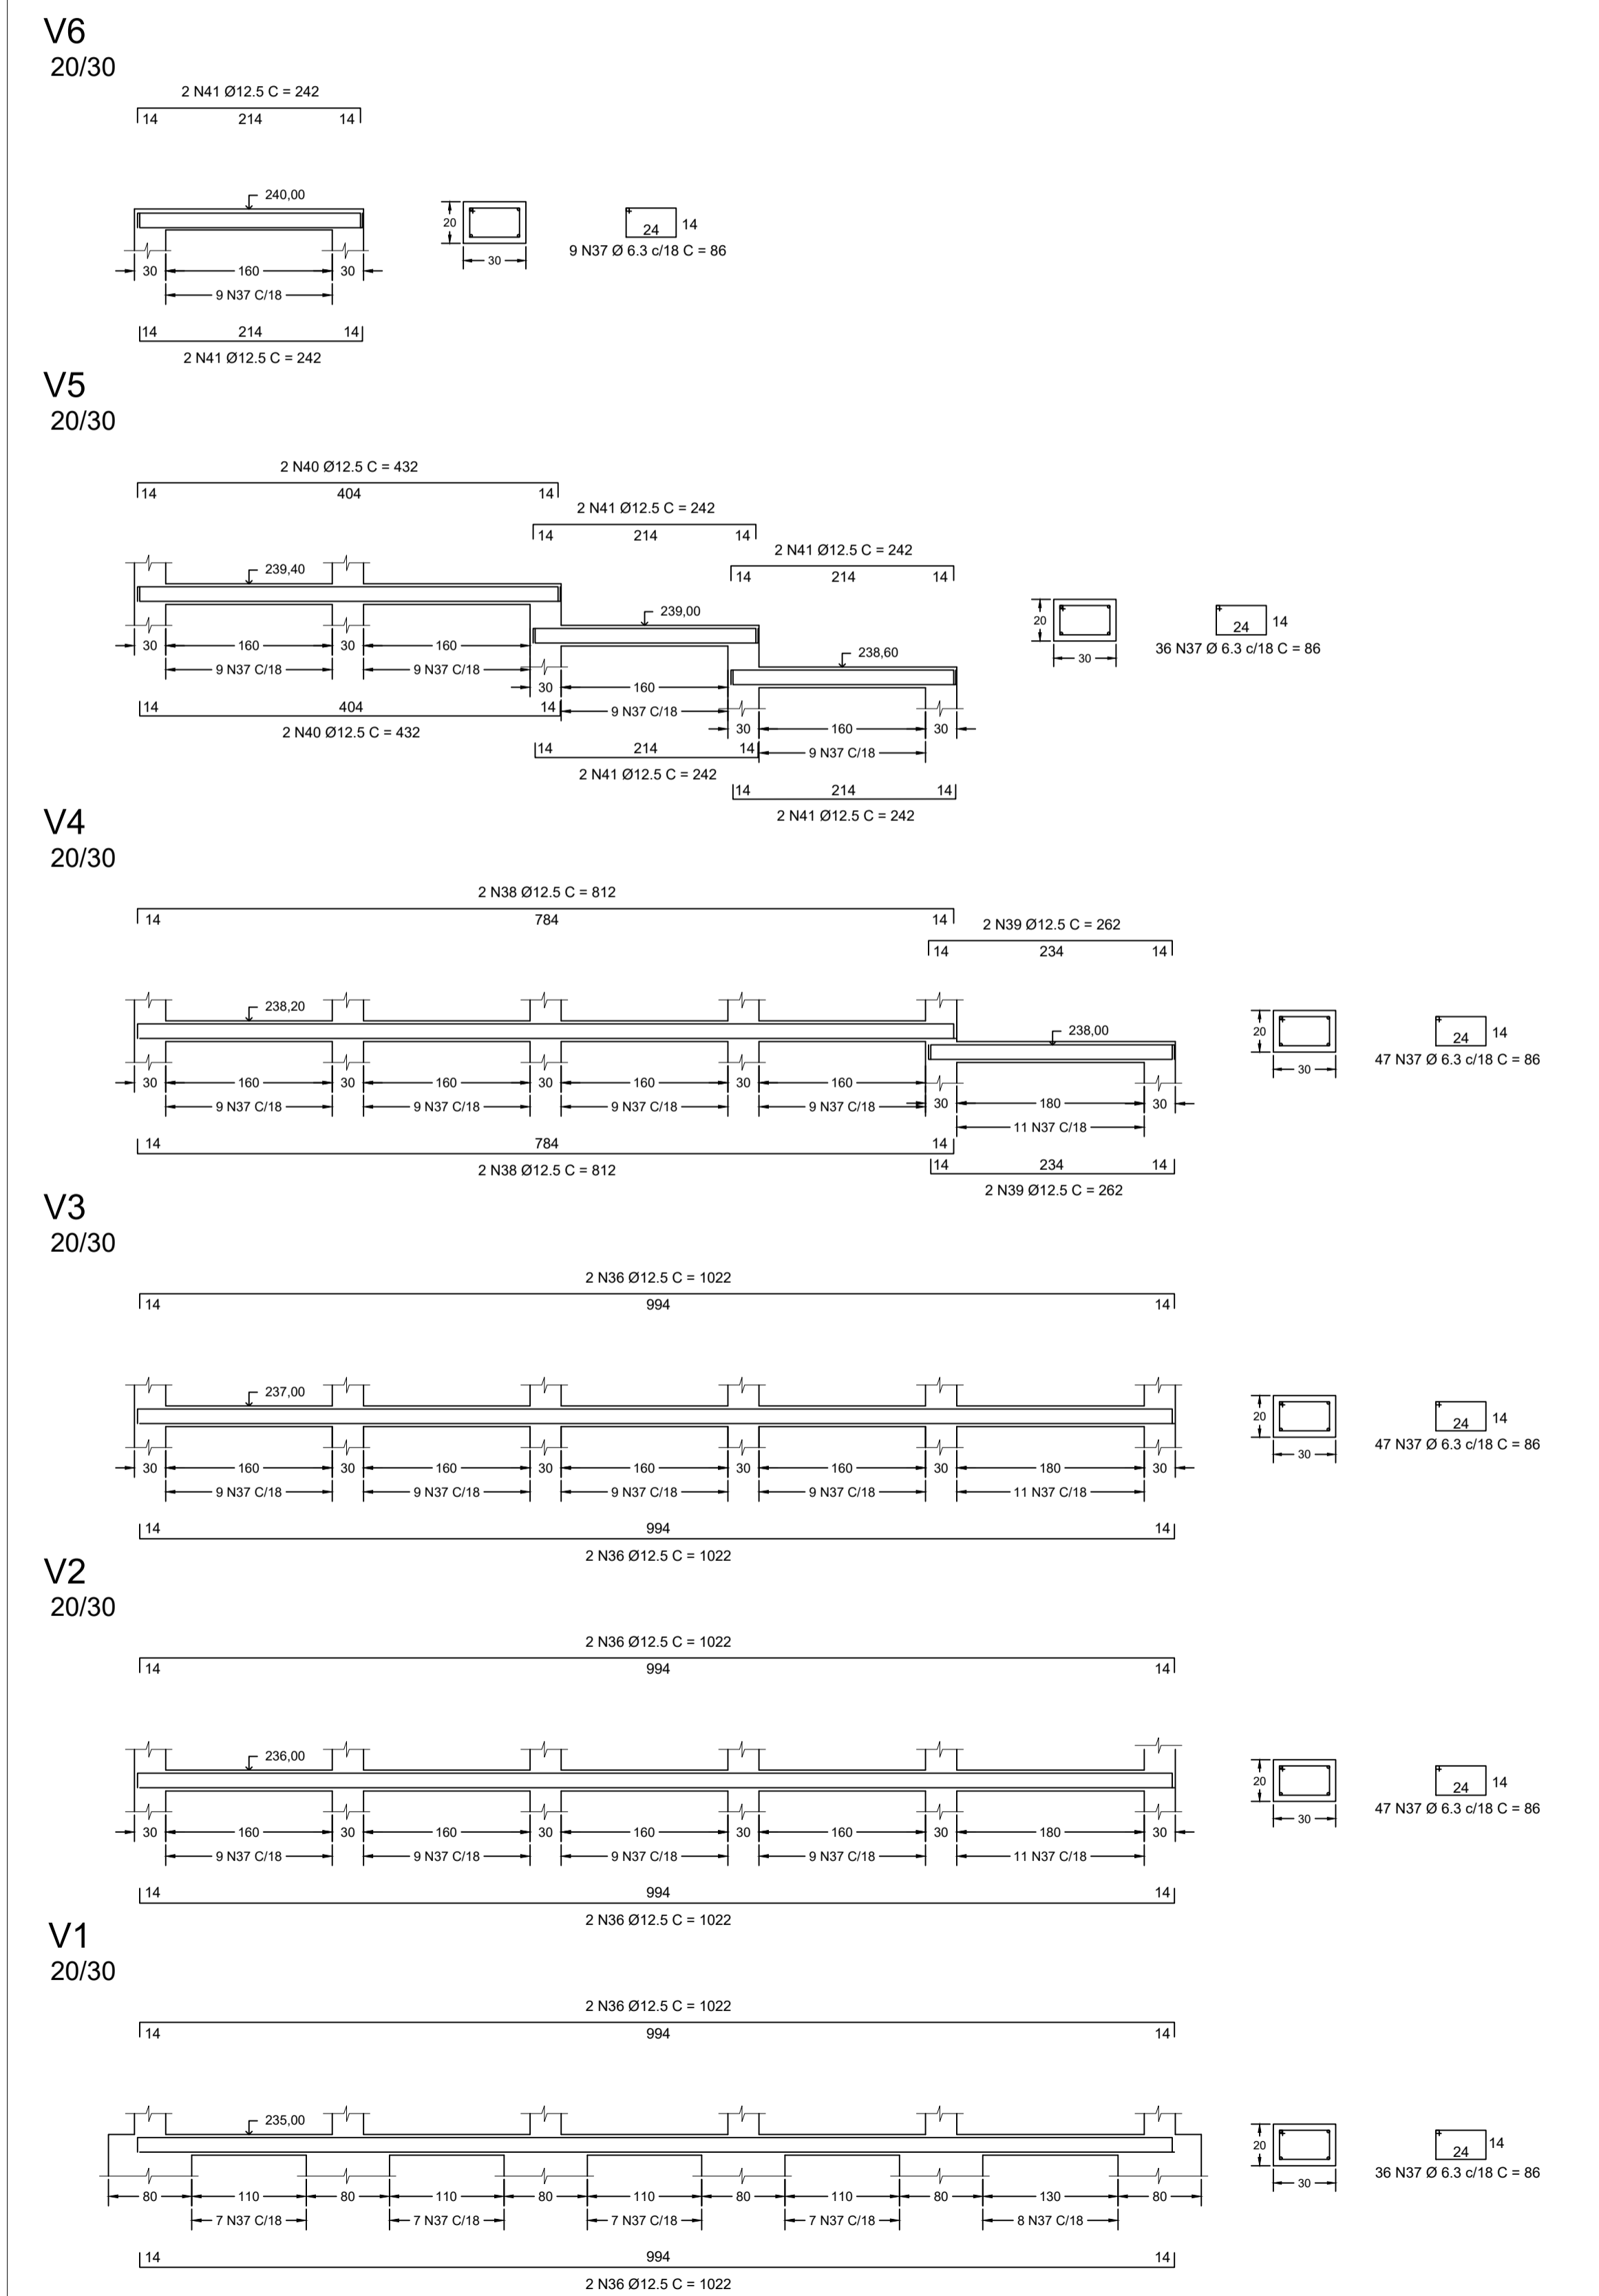 V6
20/30
2 N41 Ø12.5 C = 242
14 214 14
240,00
20
30
24 14
9 N37 Ø 6.3 c/18 C = 86
30 160 30
9 N37 C/18
14 214 14
2 N41 Ø12.5 C = 242
V5
20/30
2 N40 Ø12.5 C = 432
14 404 14
2 N41 Ø12.5 C = 242
14 214 14
2 N41 Ø12.5 C = 242
14 214 14
239,40
239,00
238,60
20
30
24 14
36 N37 Ø 6.3 c/18 C = 86
30 160 30 160
9 N37 C/18 9 N37 C/18
30 160
9 N37 C/18
30 160 30
9 N37 C/18
14 404 14
2 N40 Ø12.5 C = 432
14 214 14
2 N41 Ø12.5 C = 242
14 214 14
2 N41 Ø12.5 C = 242
V4
20/30
2 N38 Ø12.5 C = 812
14 784 14
2 N39 Ø12.5 C = 262
14 234 14
238,20
238,00
20
30
24 14
47 N37 Ø 6.3 c/18 C = 86
30 160 30 160 30 160 30 160
9 N37 C/18 9 N37 C/18 9 N37 C/18 9 N37 C/18
30 180 30
11 N37 C/18
14 784 14
2 N38 Ø12.5 C = 812
14 234 14
2 N39 Ø12.5 C = 262
V3
20/30
2 N36 Ø12.5 C = 1022
14 994 14
237,00
20
30
24 14
47 N37 Ø 6.3 c/18 C = 86
30 160 30 160 30 160 30 160 30 180 30
9 N37 C/18 9 N37 C/18 9 N37 C/18 9 N37 C/18 11 N37 C/18
14 994 14
2 N36 Ø12.5 C = 1022
V2
20/30
2 N36 Ø12.5 C = 1022
14 994 14
236,00
20
30
24 14
47 N37 Ø 6.3 c/18 C = 86
30 160 30 160 30 160 30 160 30 180 30
9 N37 C/18 9 N37 C/18 9 N37 C/18 9 N37 C/18 11 N37 C/18
14 994 14
2 N36 Ø12.5 C = 1022
V1
20/30
2 N36 Ø12.5 C = 1022
14 994 14
235,00
20
30
24 14
36 N37 Ø 6.3 c/18 C = 86
80 110 80 110 80 110 80 110 80 130 80
7 N37 C/18 7 N37 C/18 7 N37 C/18 7 N37 C/18 8 N37 C/18
14 994 14
2 N36 Ø12.5 C = 1022